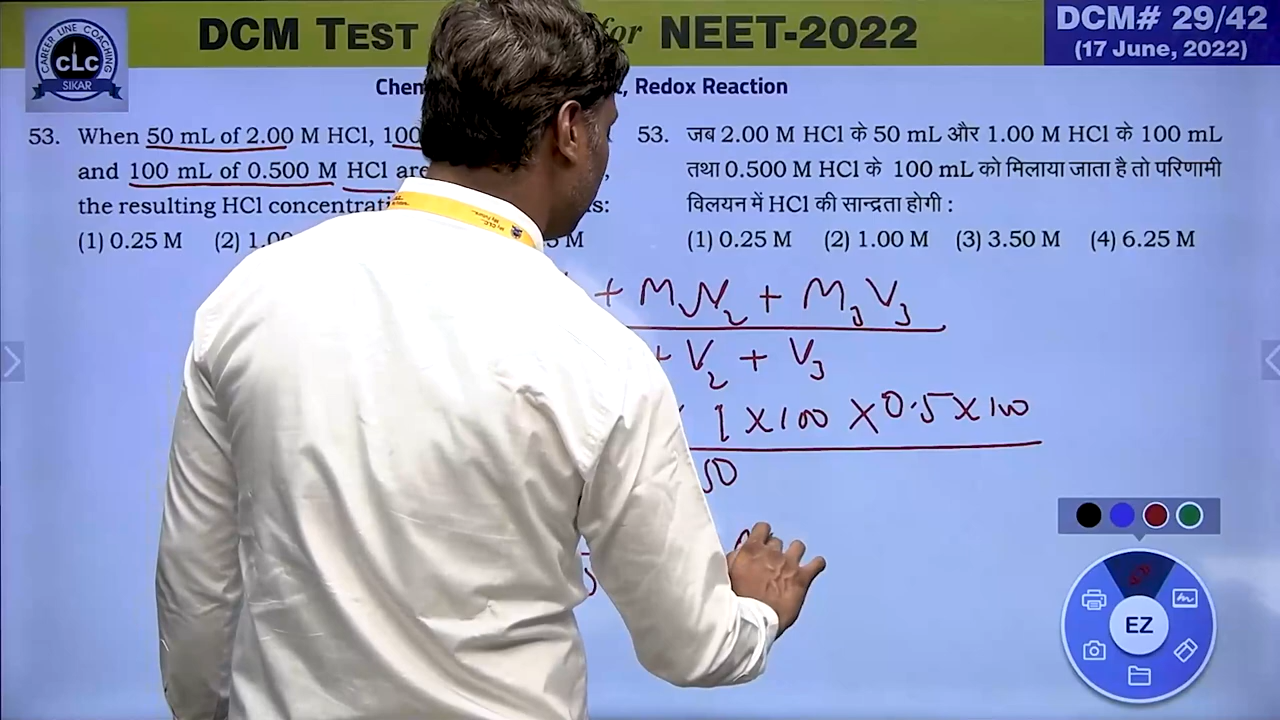 DCM TEST for NEET-2022
DCM# 29/42
(17 June, 2022)
CAREER LINE COACHING
CLC
SIKAR
Redox Reaction
53. When 50 mL of 2.00 M HCl, 100
and 100 mL of 0.500 M HCl are
the resulting HCl
(1) 0.25 M (2) 1.00
53. जब 2.00 M HCl के 50 mL और 1.00 M HCl के 100 mL
तथा 0.500 M HCl के 100 mL को मिलाया जाता है तो परिणामी
विलयन में HCl की सान्द्रता होगी :
(1) 0.25 M (2) 1.00 M (3) 3.50 M (4) 6.25 M
+ M₂V₂ + M₃V₃
+ V₂ + V₃
1 × 100 × 0.5 × 100
50
EZ